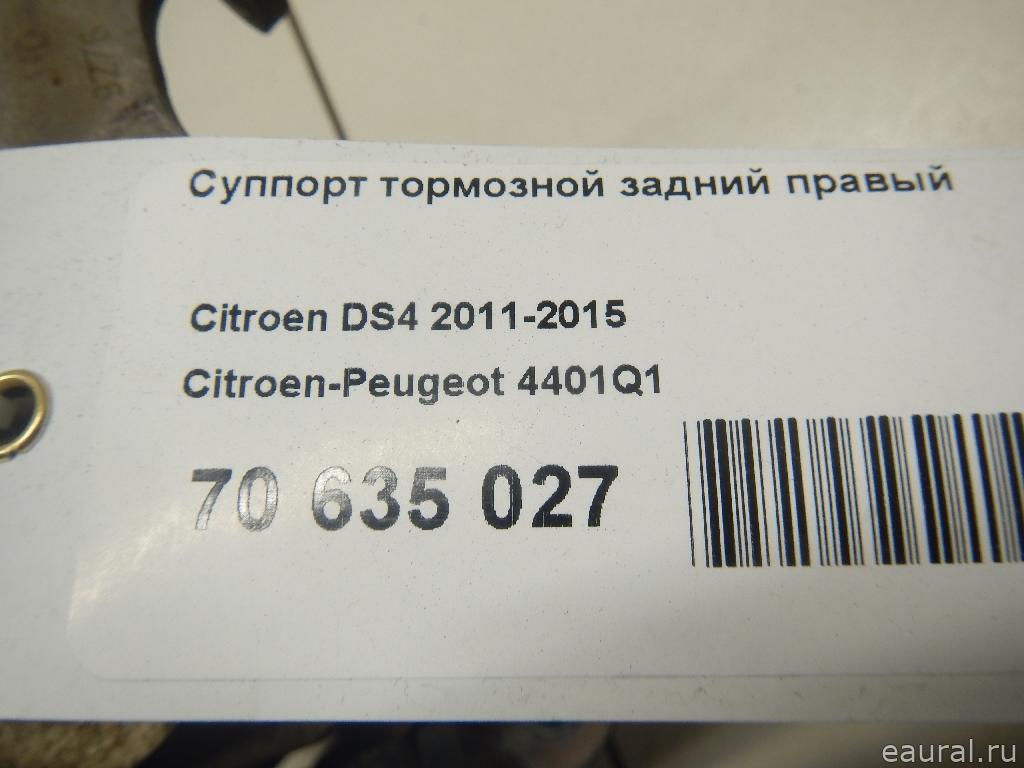 Суппорт тормозной задний правый
Citroen DS4 2011-2015
Citroen-Peugeot 4401Q1
70 635 027
eaural.ru